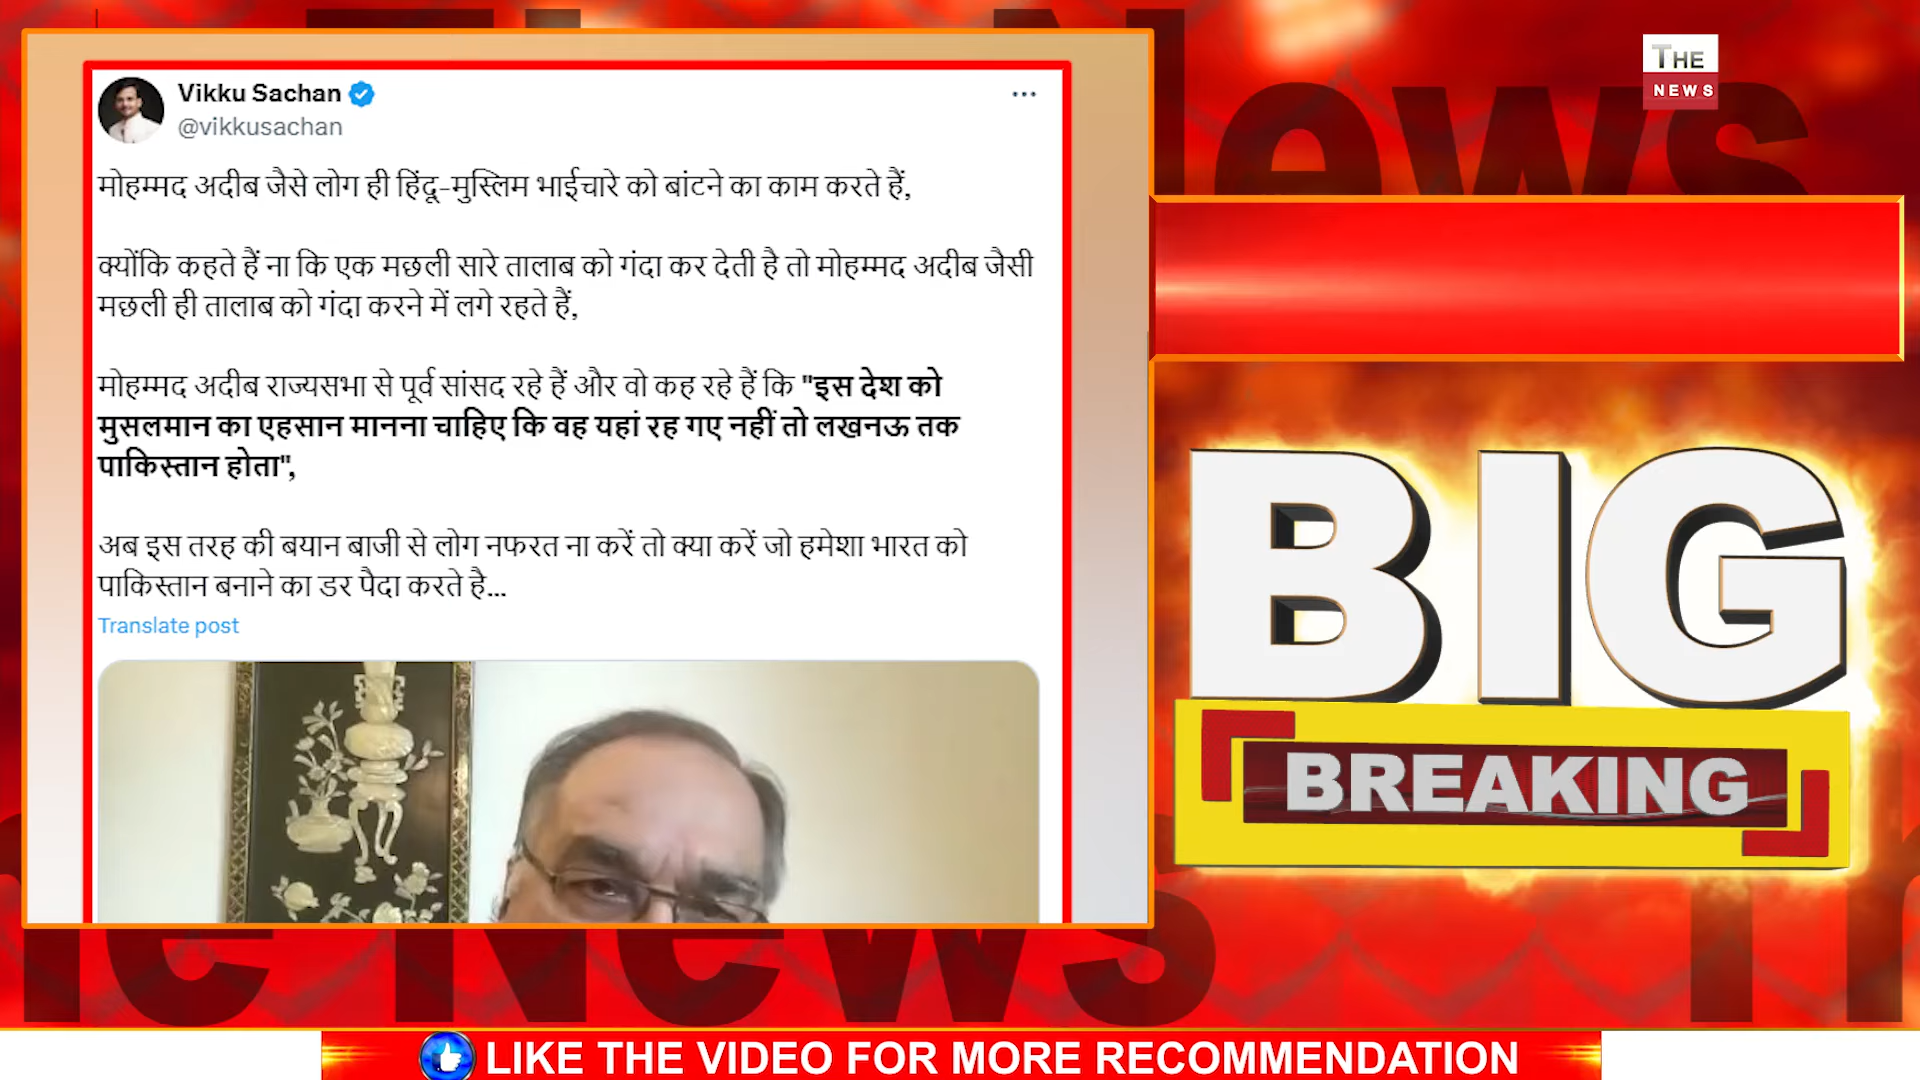 Vikku Sachan
@vikkusachan
मोहम्मद अदीब जैसे लोग ही हिंदू-मुस्लिम भाईचारे को बांटने का काम करते हैं,
क्योंकि कहते हैं ना कि एक मछली सारे तालाब को गंदा कर देती है तो मोहम्मद अदीब जैसी
मछली ही तालाब को गंदा करने में लगे रहते हैं,
मोहम्मद अदीब राज्यसभा से पूर्व सांसद रहे हैं और वो कह रहे हैं कि "इस देश को
मुसलमान का एहसान मानना चाहिए कि वह यहां रह गए नहीं तो लखनऊ तक
पाकिस्तान होता",
अब इस तरह की बयान बाजी से लोग नफरत ना करें तो क्या करें जो हमेशा भारत को
पाकिस्तान बनाने का डर पैदा करते है...
Translate post
THE
NEWS
BIG
BREAKING
News
he News
LIKE THE VIDEO FOR MORE RECOMMENDATION